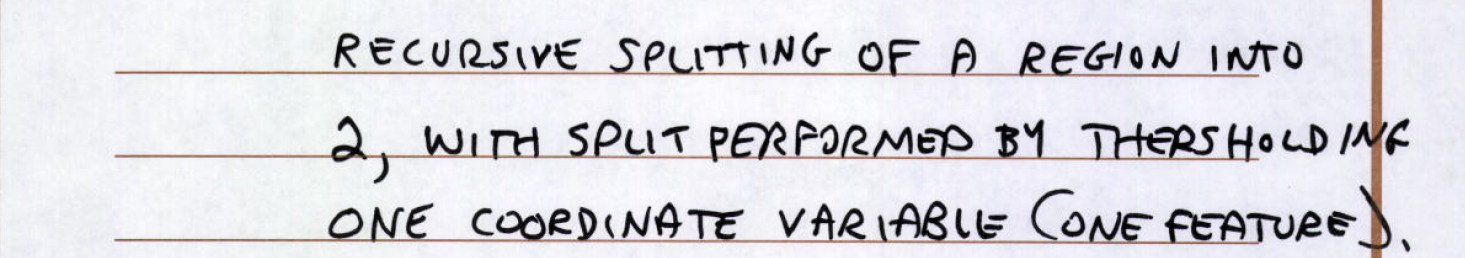 RECURSIVE SPLITTING OF A REGION INTO
2, WITH SPLIT PERFORMED BY THERSHOLDING
ONE COORDINATE VARIABLE (ONE FEATURE).